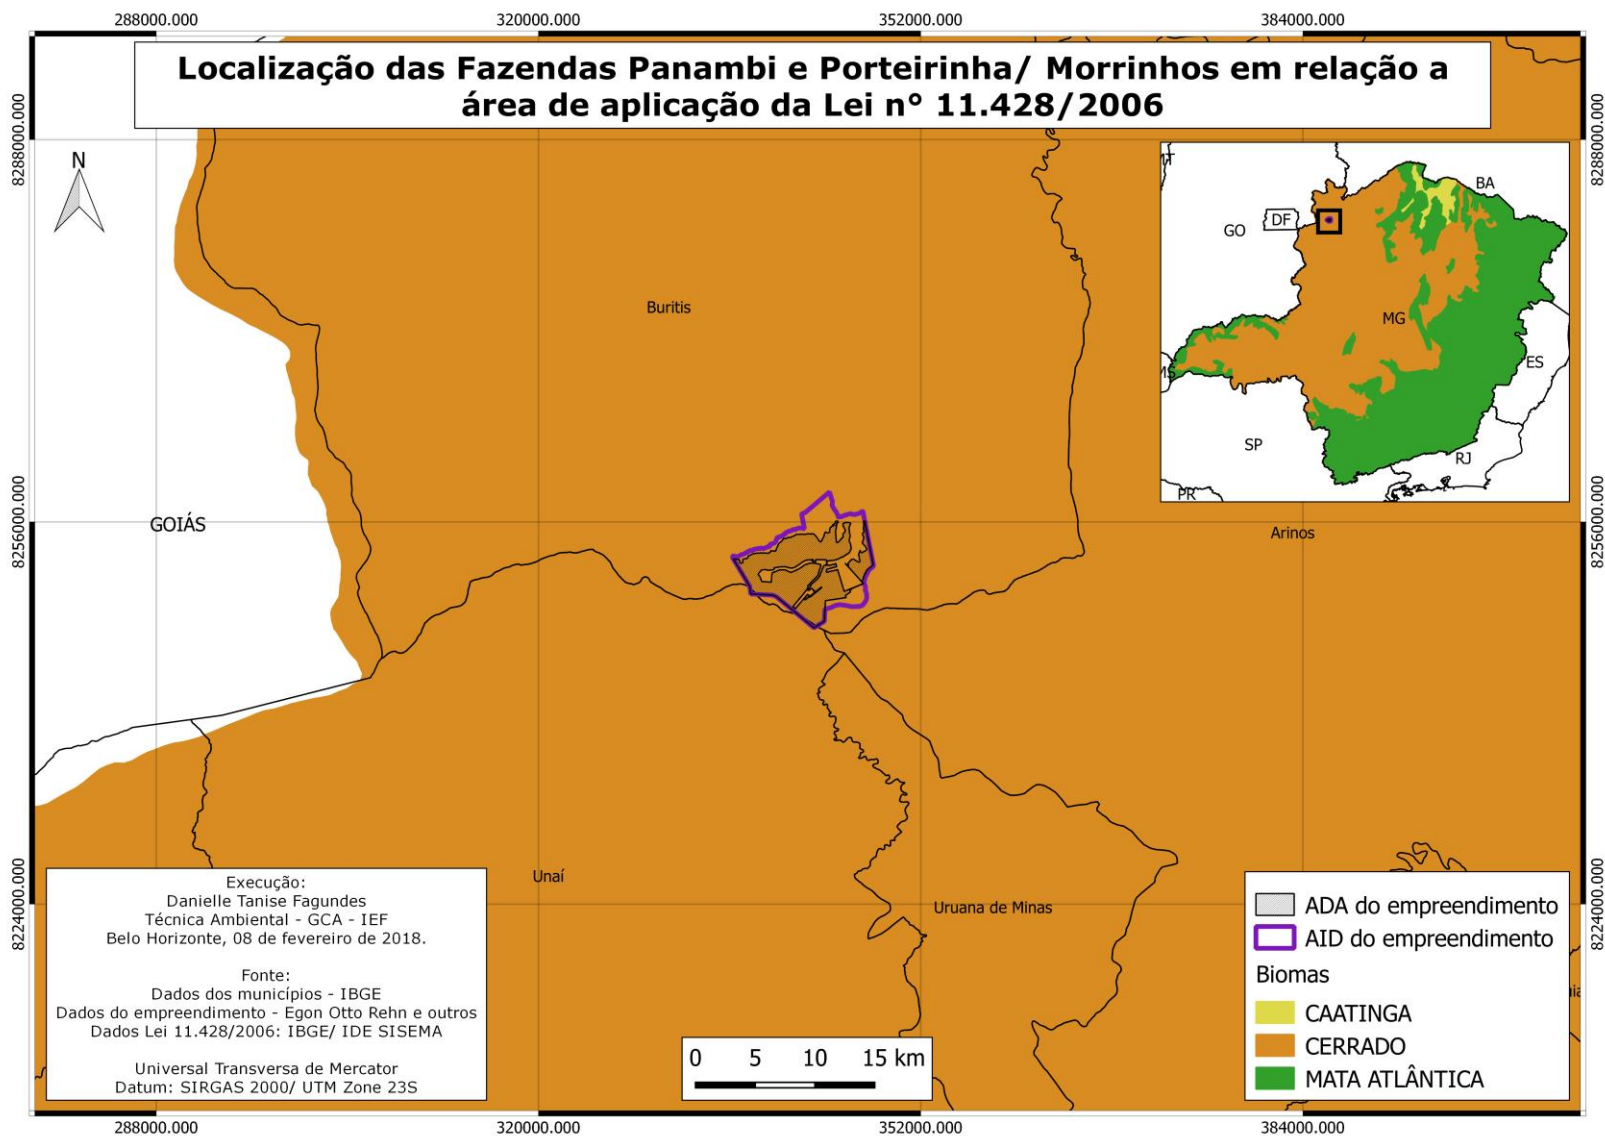 288000.000
320000.000
352000.000
384000.000
Localização das Fazendas Panambi e Porteirinha/ Morrinhos em relação a
área de aplicação da Lei n° 11.428/2006
8288000.000
8288000.000
N
BA
GO
DF
MG
ES
SP
RJ
PR
Buritis
GOIÁS
8256000.000
8256000.000
Arinos
Unaí
Uruana de Minas
8224000.000
8224000.000
Execução:
Danielle Tanise Fagundes
Técnica Ambiental - GCA - IEF
Belo Horizonte, 08 de fevereiro de 2018.
Fonte:
Dados dos municípios - IBGE
Dados do empreendimento - Egon Otto Rehn e outros
Dados Lei 11.428/2006: IBGE/ IDE SISEMA
Universal Transversa de Mercator
Datum: SIRGAS 2000/ UTM Zone 23S
0 5 10 15 km
ADA do empreendimento
AID do empreendimento
Biomas
CAATINGA
CERRADO
MATA ATLÂNTICA
288000.000
320000.000
352000.000
384000.000